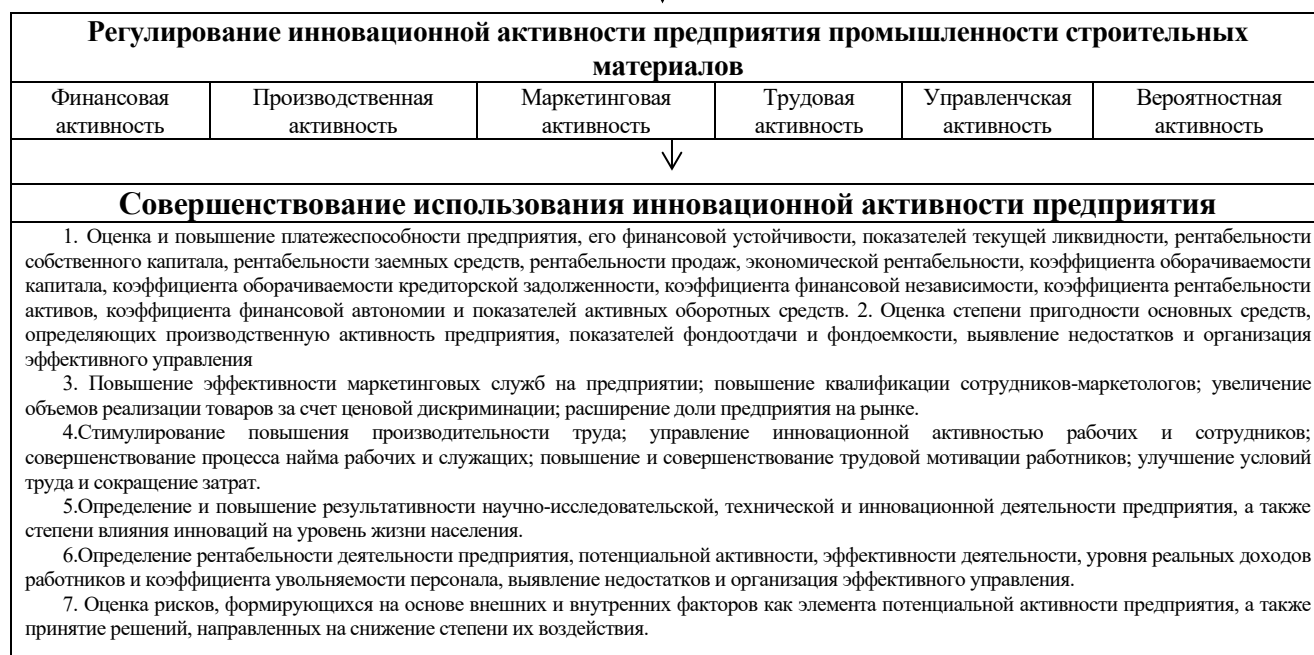 Регулирование инновационной активности предприятия промышленности строительных
материалов
Финансовая активность
Производственная активность
Маркетинговая активность
Трудовая активность
Управленчская активность
Вероятностная активность
Совершенствование использования инновационной активности предприятия
1. Оценка и повышение платежеспособности предприятия, его финансовой устойчивости, показателей текущей ликвидности, рентабельности
собственного капитала, рентабельности заемных средств, рентабельности продаж, экономической рентабельности, коэффициента оборачиваемости
капитала, коэффициента оборачиваемости кредиторской задолженности, коэффициента финансовой независимости, коэффициента рентабельности
активов, коэффициента финансовой автономии и показателей активных оборотных средств. 2. Оценка степени пригодности основных средств,
определяющих производственную активность предприятия, показателей фондоотдачи и фондоемкости, выявление недостатков и организация
эффективного управления
3. Повышение эффективности маркетинговых служб на предприятии; повышение квалификации сотрудников-маркетологов; увеличение
объемов реализации товаров за счет ценовой дискриминации; расширение доли предприятия на рынке.
4.Стимулирование повышения производительности труда; управление инновационной активностью рабочих и сотрудников;
совершенствование процесса найма рабочих и служащих; повышение и совершенствование трудовой мотивации работников; улучшение условий
труда и сокращение затрат.
5.Определение и повышение результативности научно-исследовательской, технической и инновационной деятельности предприятия, а также
степени влияния инноваций на уровень жизни населения.
6.Определение рентабельности деятельности предприятия, потенциальной активности, эффективности деятельности, уровня реальных доходов
работников и коэффициента увольняемости персонала, выявление недостатков и организация эффективного управления.
7. Оценка рисков, формирующихся на основе внешних и внутренних факторов как элемента потенциальной активности предприятия, а также
принятие решений, направленных на снижение степени их воздействия.